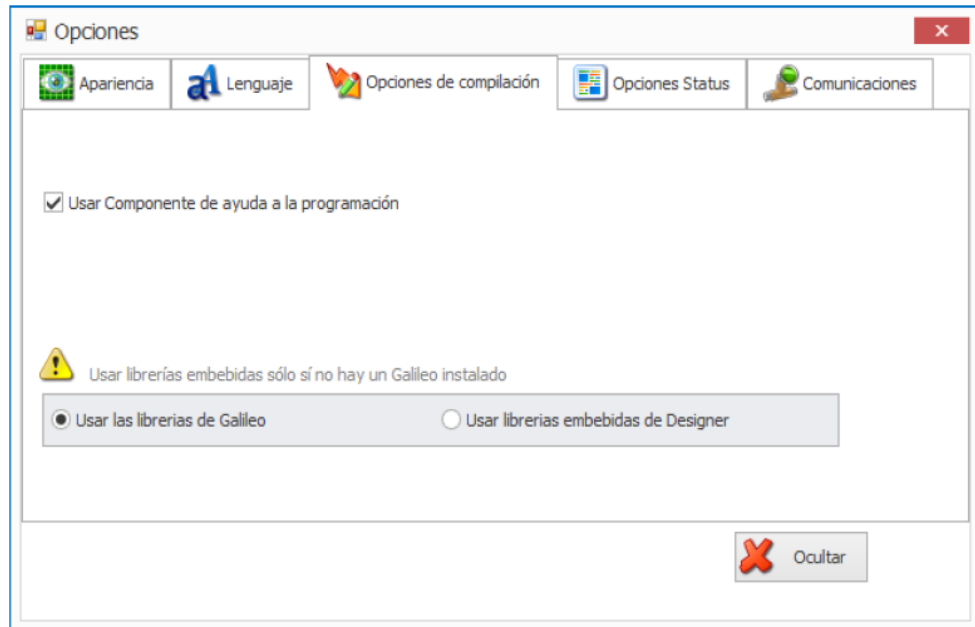 Opciones
Apariencia
Lenguaje
Opciones de compilación
Opciones Status
Comunicaciones
Usar Componente de ayuda a la programación
Usar librerías embebidas sólo sí no hay un Galileo instalado
Usar las librerias de Galileo
Usar librerias embebidas de Designer
Ocultar